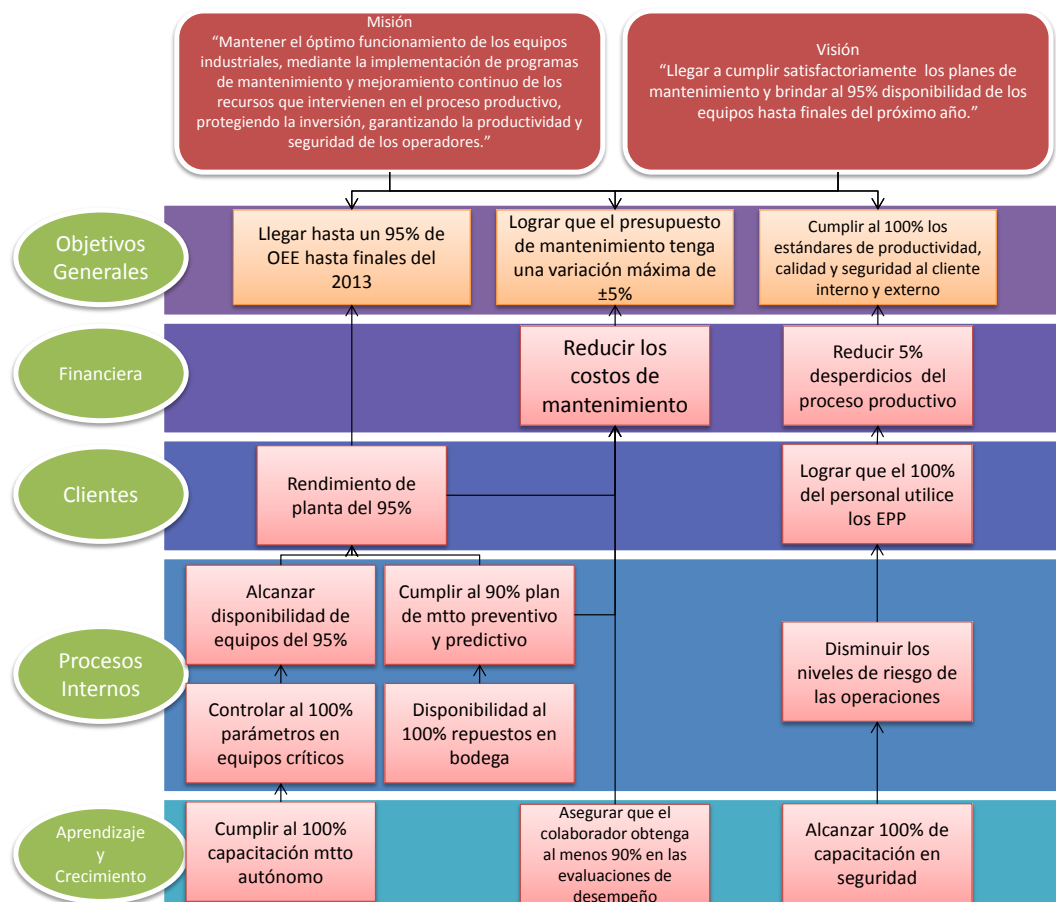 Misión
“Mantener el óptimo funcionamiento de los equipos
industriales, mediante la implementación de programas
de mantenimiento y mejoramiento continuo de los
recursos que intervienen en el proceso productivo,
protegiendo la inversión, garantizando la productividad y
seguridad de los operadores.”
Visión
“Llegar a cumplir satisfactoriamente los planes de
mantenimiento y brindar al 95% disponibilidad de los
equipos hasta finales del próximo año.”
Objetivos
Generales
Llegar hasta un 95% de
OEE hasta finales del
2013
Lograr que el presupuesto
de mantenimiento tenga
una variación máxima de
±5%
Cumplir al 100% los
estándares de productividad,
calidad y seguridad al cliente
interno y externo
Financiera
Reducir los
costos de
mantenimiento
Reducir 5%
desperdicios del
proceso productivo
Clientes
Rendimiento de
planta del 95%
Lograr que el 100%
del personal utilice
los EPP
Procesos
Internos
Alcanzar
disponibilidad de
equipos del 95%
Cumplir al 90% plan
de mtto preventivo
y predictivo
Disminuir los
niveles de riesgo de
las operaciones
Controlar al 100%
parámetros en
equipos críticos
Disponibilidad al
100% repuestos en
bodega
Aprendizaje
y
Crecimiento
Cumplir al 100%
capacitación mtto
autónomo
Asegurar que el
colaborador obtenga
al menos 90% en las
evaluaciones de
desempeño
Alcanzar 100% de
capacitación en
seguridad